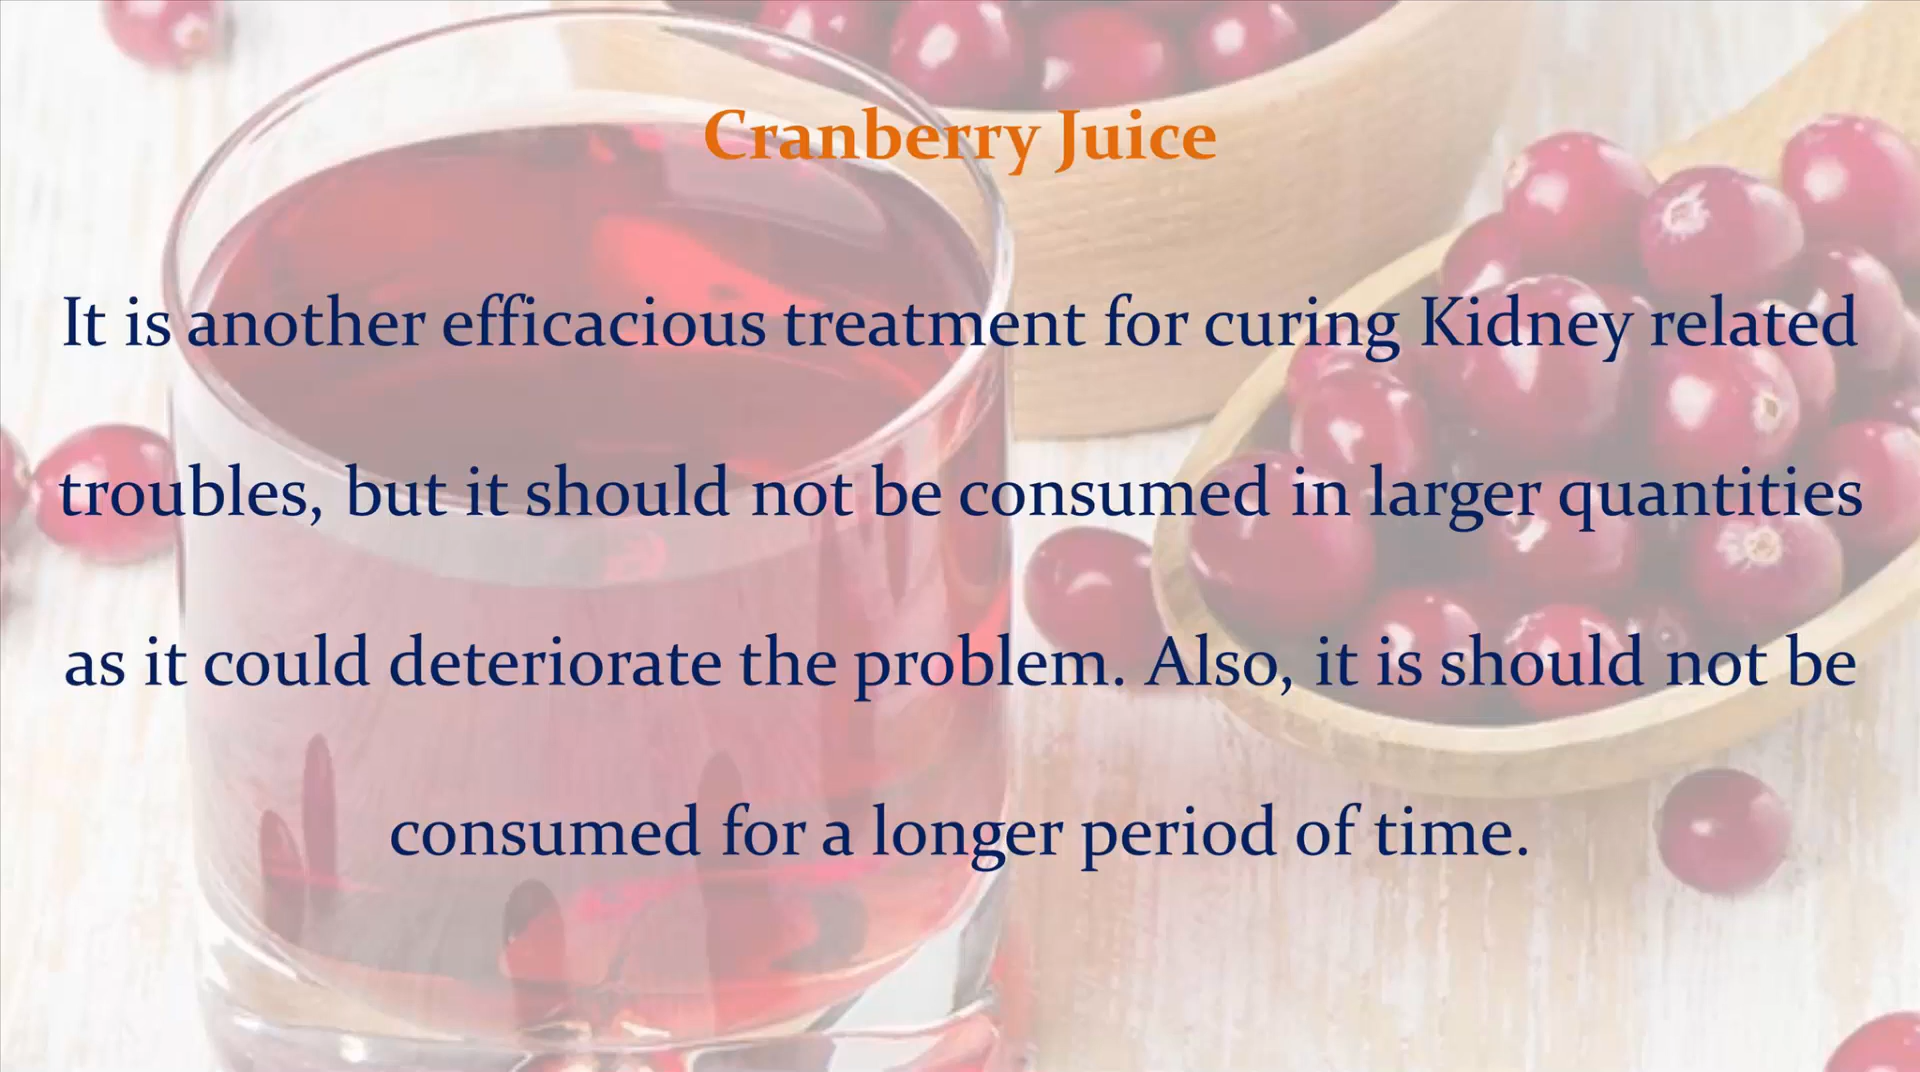 Cranberry Juice
It is another efficacious treatment for curing Kidney related
troubles, but it should not be consumed in larger quantities
as it could deteriorate the problem. Also, it is should not be
consumed for a longer period of time.